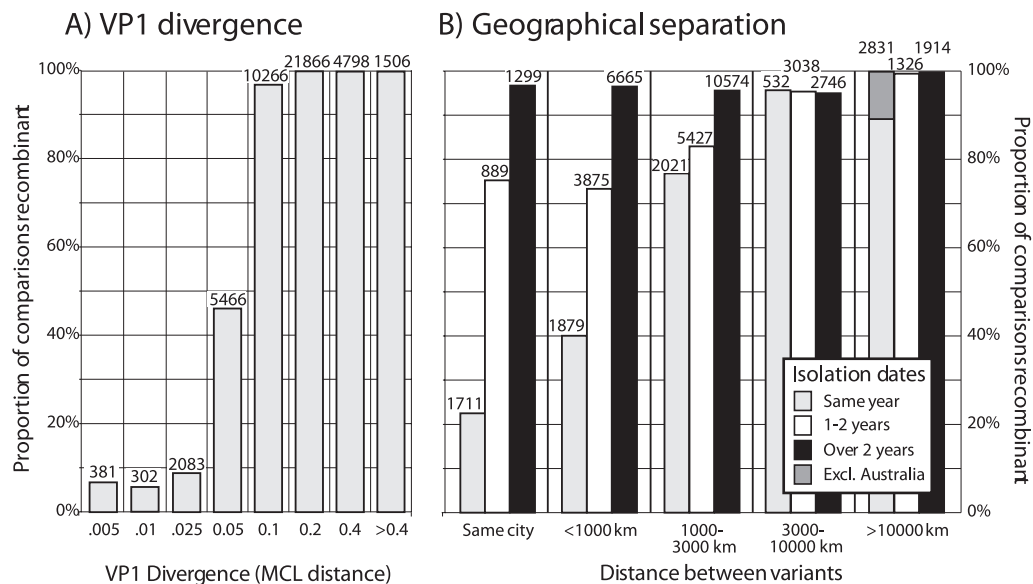 A) VP1 divergence
Proportion of comparisonsrecombinant
100%
80%
60%
40%
20%
0%
381
302
2083
5466
10266
21866
4798
1506
.005
.01
.025
0.05
0.1
0.2
0.4
>0.4
VP1 Divergence (MCL distance)
B) Geographical separation
1711
889
1299
1879
3875
6665
2021
5427
10574
532
3038
2746
2831
1326
1914
100%
80%
60%
40%
20%
0%
Proportion of comparisonsrecombinant
Isolation dates
Same year
1-2 years
Over 2 years
Excl. Australia
Same city
<1000 km
1000-
3000 km
3000-
10000 km
>10000 km
Distance between variants